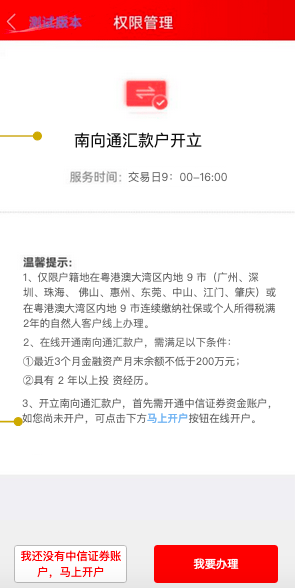 测试版本
权限管理
南向通汇款户开立
服务时间：交易日9：00-16:00
温馨提示：
1、仅限户籍地在粤港澳大湾区内地 9 市（广州、深
圳、珠海、 佛山、惠州、东莞、中山、江门、肇庆）或
在粤港澳大湾区内地 9 市连续缴纳社保或个人所得税满
2年的自然人客户线上办理。
2、在线开通南向通汇款户，需满足以下条件：
①最近3个月金融资产月末余额不低于200万元；
②具有 2 年以上投 资经历。
3、开立南向通汇款户，首先需开通中信证券资金账户，
如您尚未开户，可点击下方马上开户按钮在线开户。
我还没有中信证券账
户，马上开户
我要办理